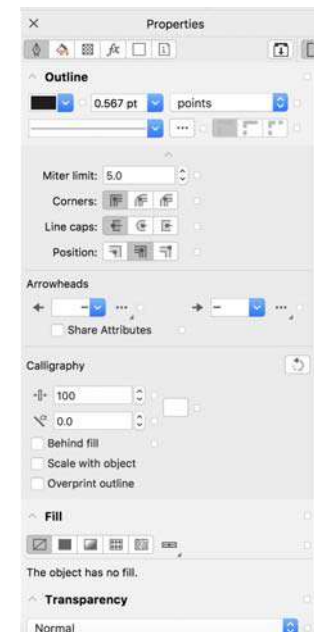 Properties
Outline
0.567 pt
points
Miter limit: 5.0
Corners:
Line caps:
Position:
Arrowheads
Share Attributes
Calligraphy
100
0.0
Behind fill
Scale with object
Overprint outline
Fill
The object has no fill.
Transparency
Normal